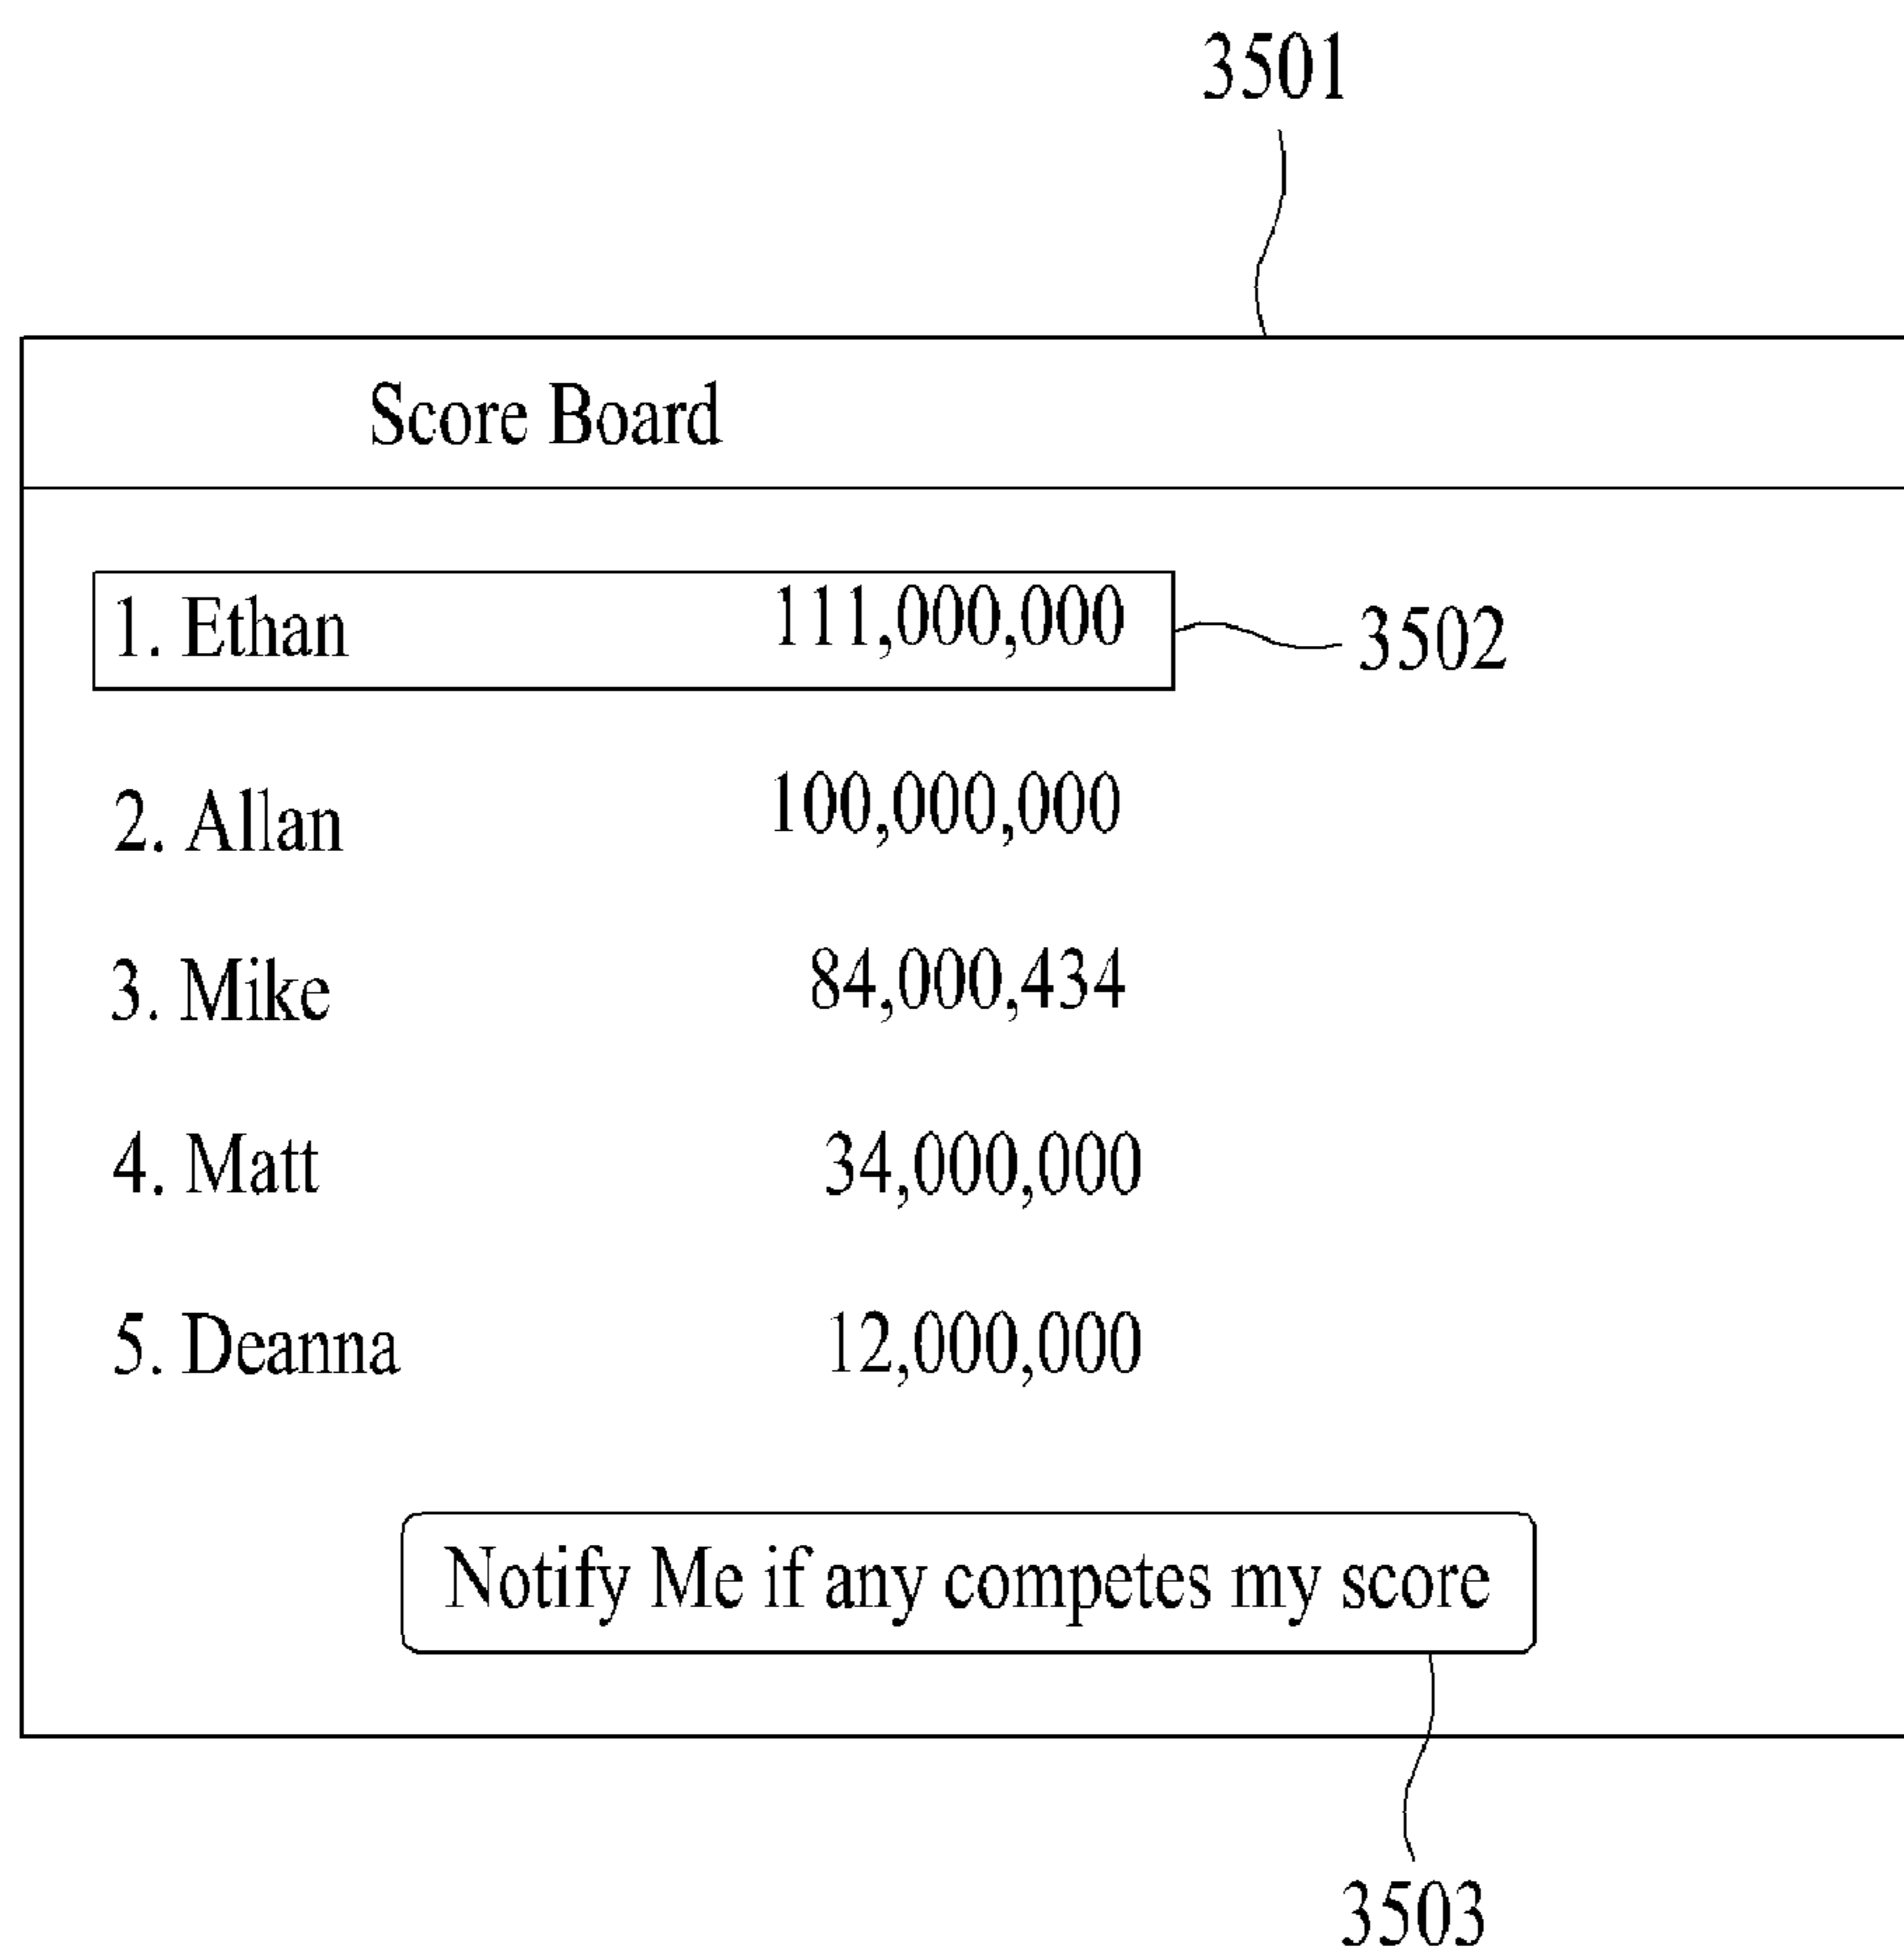 3501
Score Board
1. Ethan 111,000,000
3502
2. Allan 100,000,000
3. Mike 84,000,434
4. Matt 34,000,000
5. Deanna 12,000,000
Notify Me if any competes my score
3503